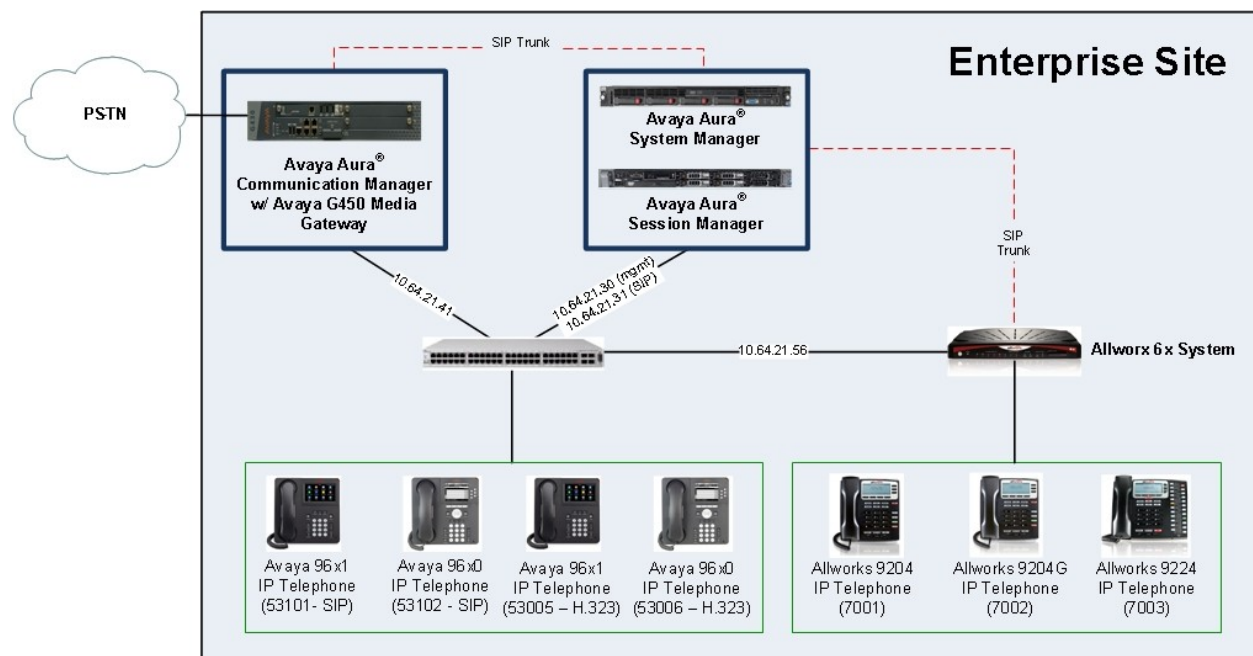 SIP Trunk
Enterprise Site
PSTN
Avaya Aura®
System Manager
Avaya Aura®
Communication Manager
w/ Avaya G450 Media
Gateway
Avaya Aura®
Session Manager
SIP
Trunk
10.64.21.41
10.64.21.30 (mgmt)
10.64.21.31 (SIP)
10.64.21.56
Allworx 6x System
Avaya 96x1
IP Telephone
(53101- SIP)
Avaya 96x0
IP Telephone
(53102 - SIP)
Avaya 96x1
IP Telephone
(53005 – H.323)
Avaya 96x0
IP Telephone
(53006 – H.323)
Allworks 9204
IP Telephone
(7001)
Allworks 9204G
IP Telephone
(7002)
Allworks 9224
IP Telephone
(7003)